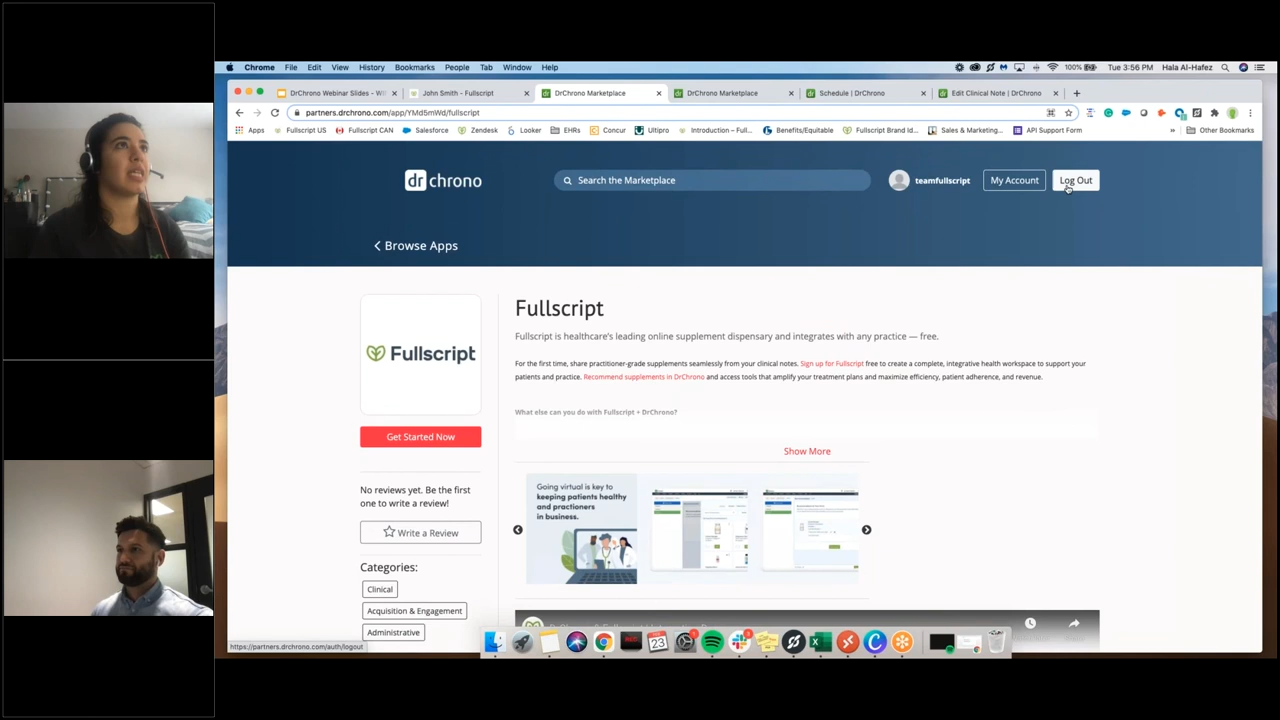 Chrome File Edit View History Bookmarks People Tab Window Help
100% Tue 3:56 PM Hala Al-Hafez
DrChrono Webinar Slides - Wi
John Smith - Fullscript
DrChrono Marketplace
DrChrono Marketplace
Schedule | DrChrono
Edit Clinical Note | DrChrono
partners.drchrono.com/app/YMd5mWd/fullscript
Apps Fullscript US Fullscript CAN Salesforce Zendesk Looker EHRs Concur Ultipro Introduction – Full... Benefits/Equitable Fullscript Brand Id... Sales & Marketing... API Support Form » Other Bookmarks
dr chrono
Search the Marketplace
teamfullscript
My Account
Log Out
Browse Apps
Fullscript
Get Started Now
No reviews yet. Be the first
one to write a review!
Write a Review
Categories:
Clinical
Acquisition & Engagement
Administrative
Fullscript
Fullscript is healthcare's leading online supplement dispensary and integrates with any practice — free.
For the first time, share practitioner-grade supplements seamlessly from your clinical notes. Sign up for Fullscript free to create a complete, integrative health workspace to support your
patients and practice. Recommend supplements in DrChrono and access tools that amplify your treatment plans and maximize efficiency, patient adherence, and revenue.
What else can you do with Fullscript + DrChrono?
Show More
Going virtual is key to
keeping patients healthy
and practitioners
in business.
https://partners.drchrono.com/auth/logout
23